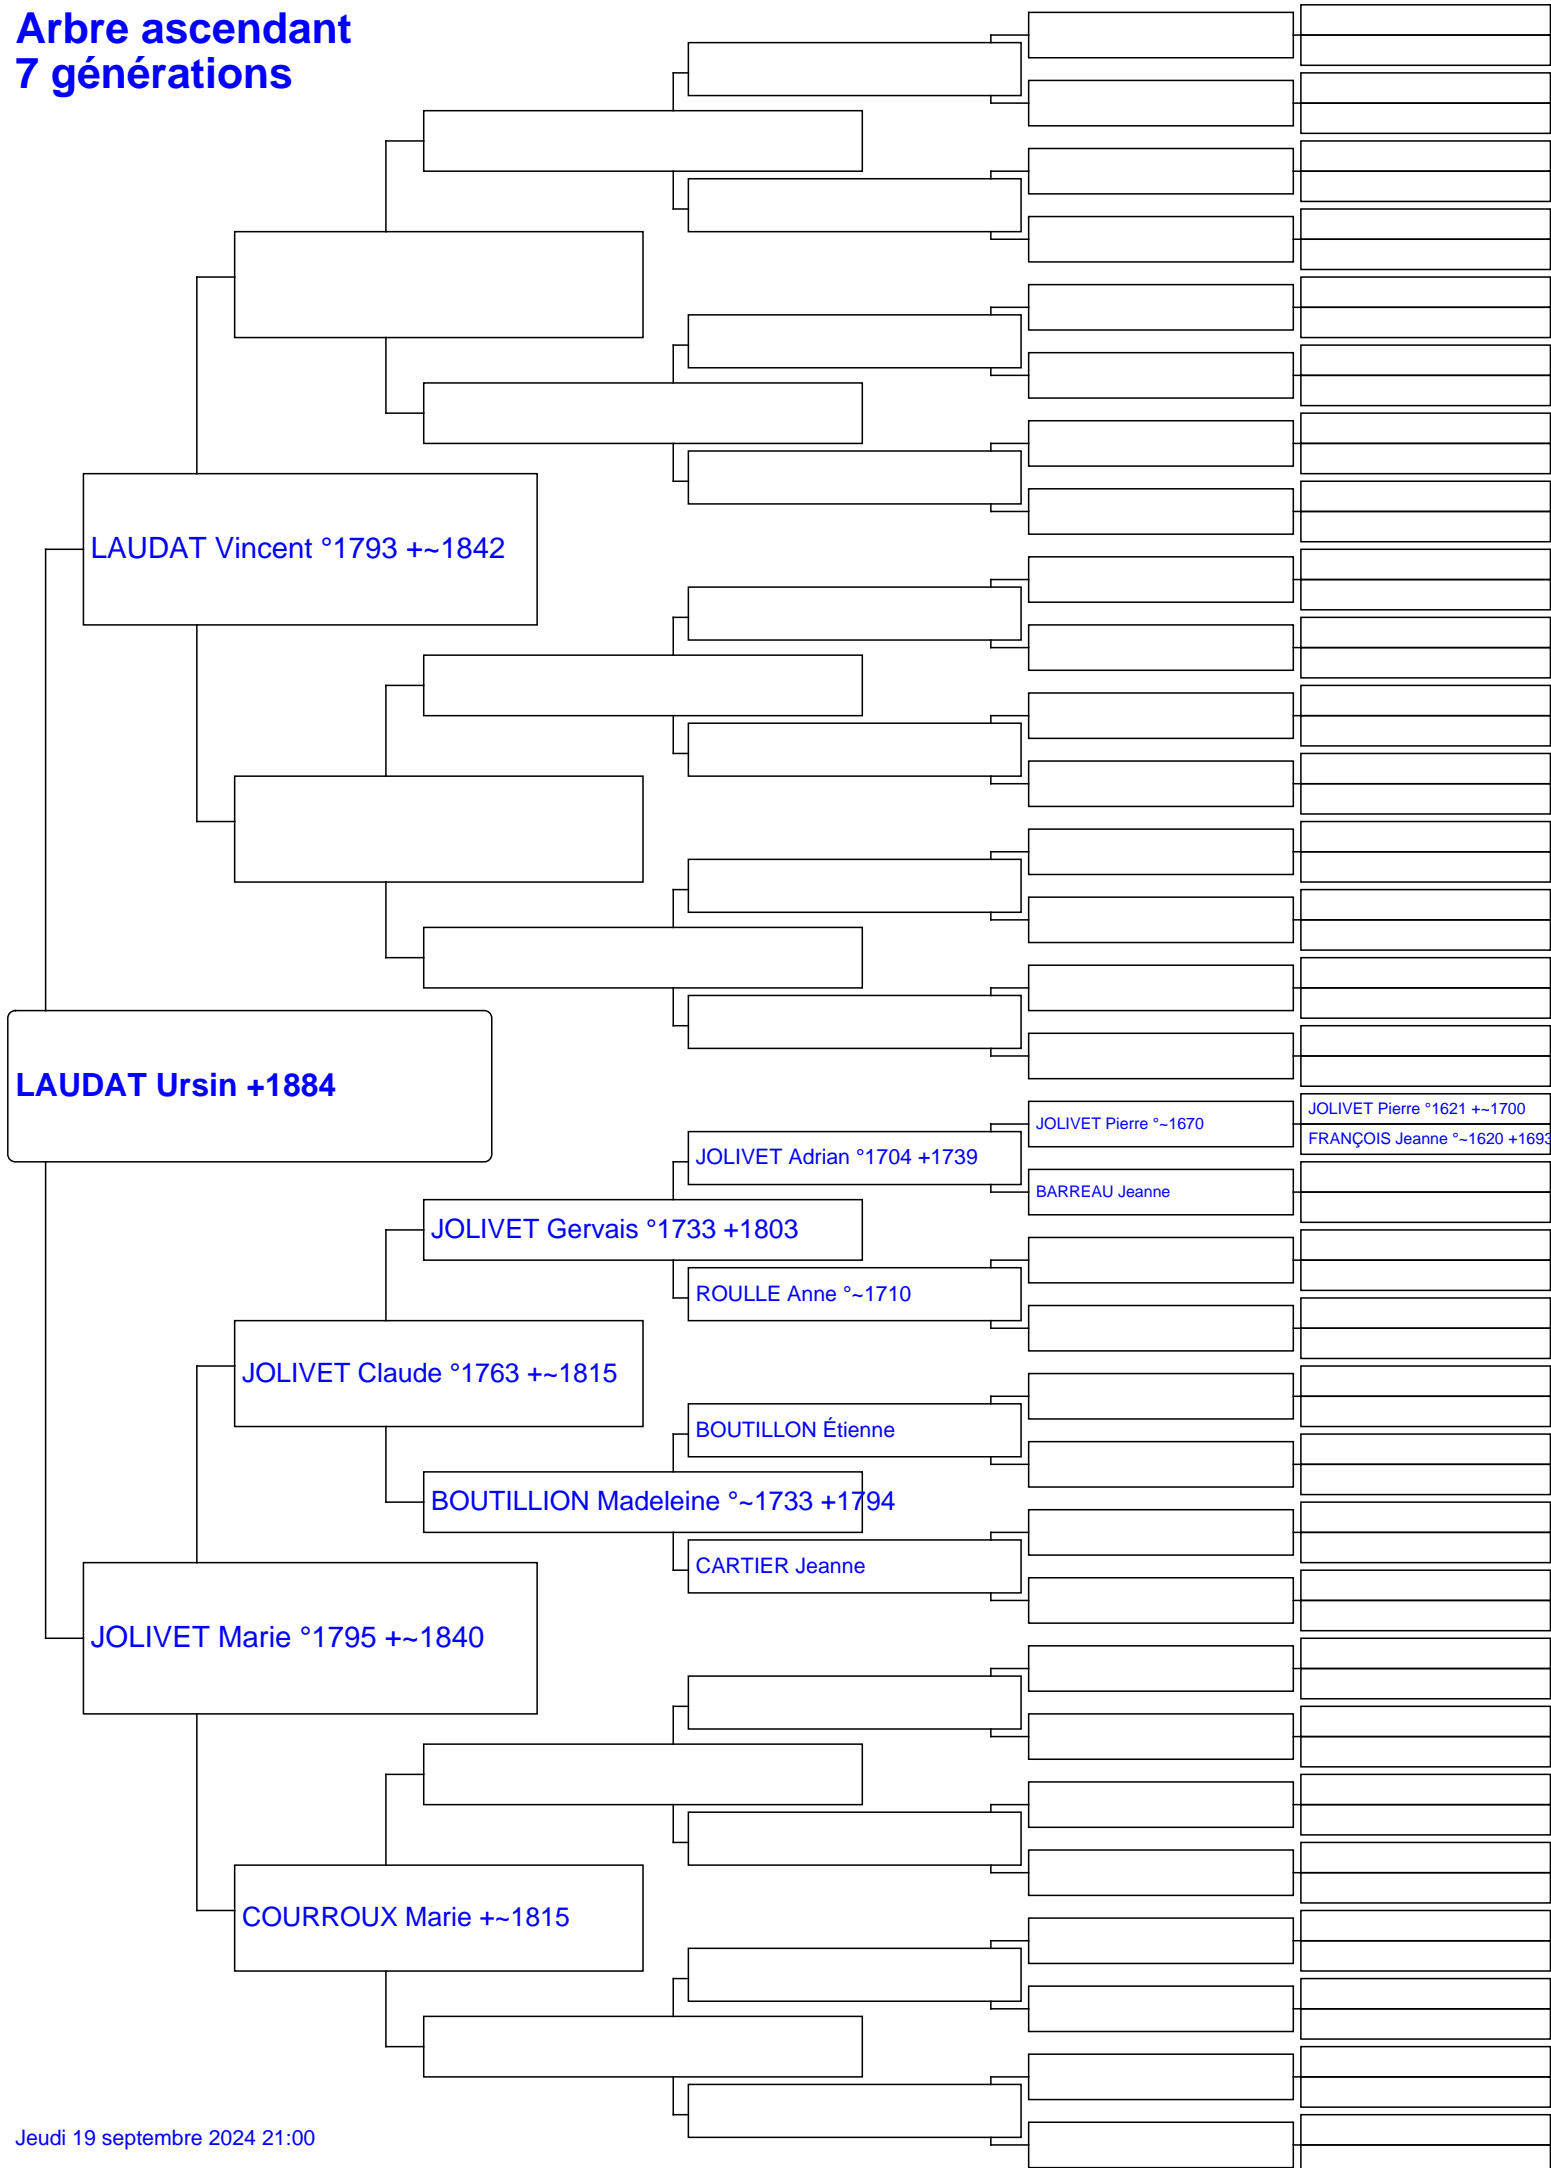 Arbre ascendant
7 générations
LAUDAT Vincent °1793 +~1842
LAUDAT Ursin +1884
JOLIVET Pierre °1621 +~1700
JOLIVET Pierre °~1670
FRANÇOIS Jeanne °~1620 +1693
JOLIVET Adrian °1704 +1739
BARREAU Jeanne
JOLIVET Gervais °1733 +1803
ROULLE Anne °~1710
JOLIVET Claude °1763 +~1815
BOUTILLON Étienne
BOUTILLION Madeleine °~1733 +1794
CARTIER Jeanne
JOLIVET Marie °1795 +~1840
COURROUX Marie +~1815
Jeudi 19 septembre 2024 21:00